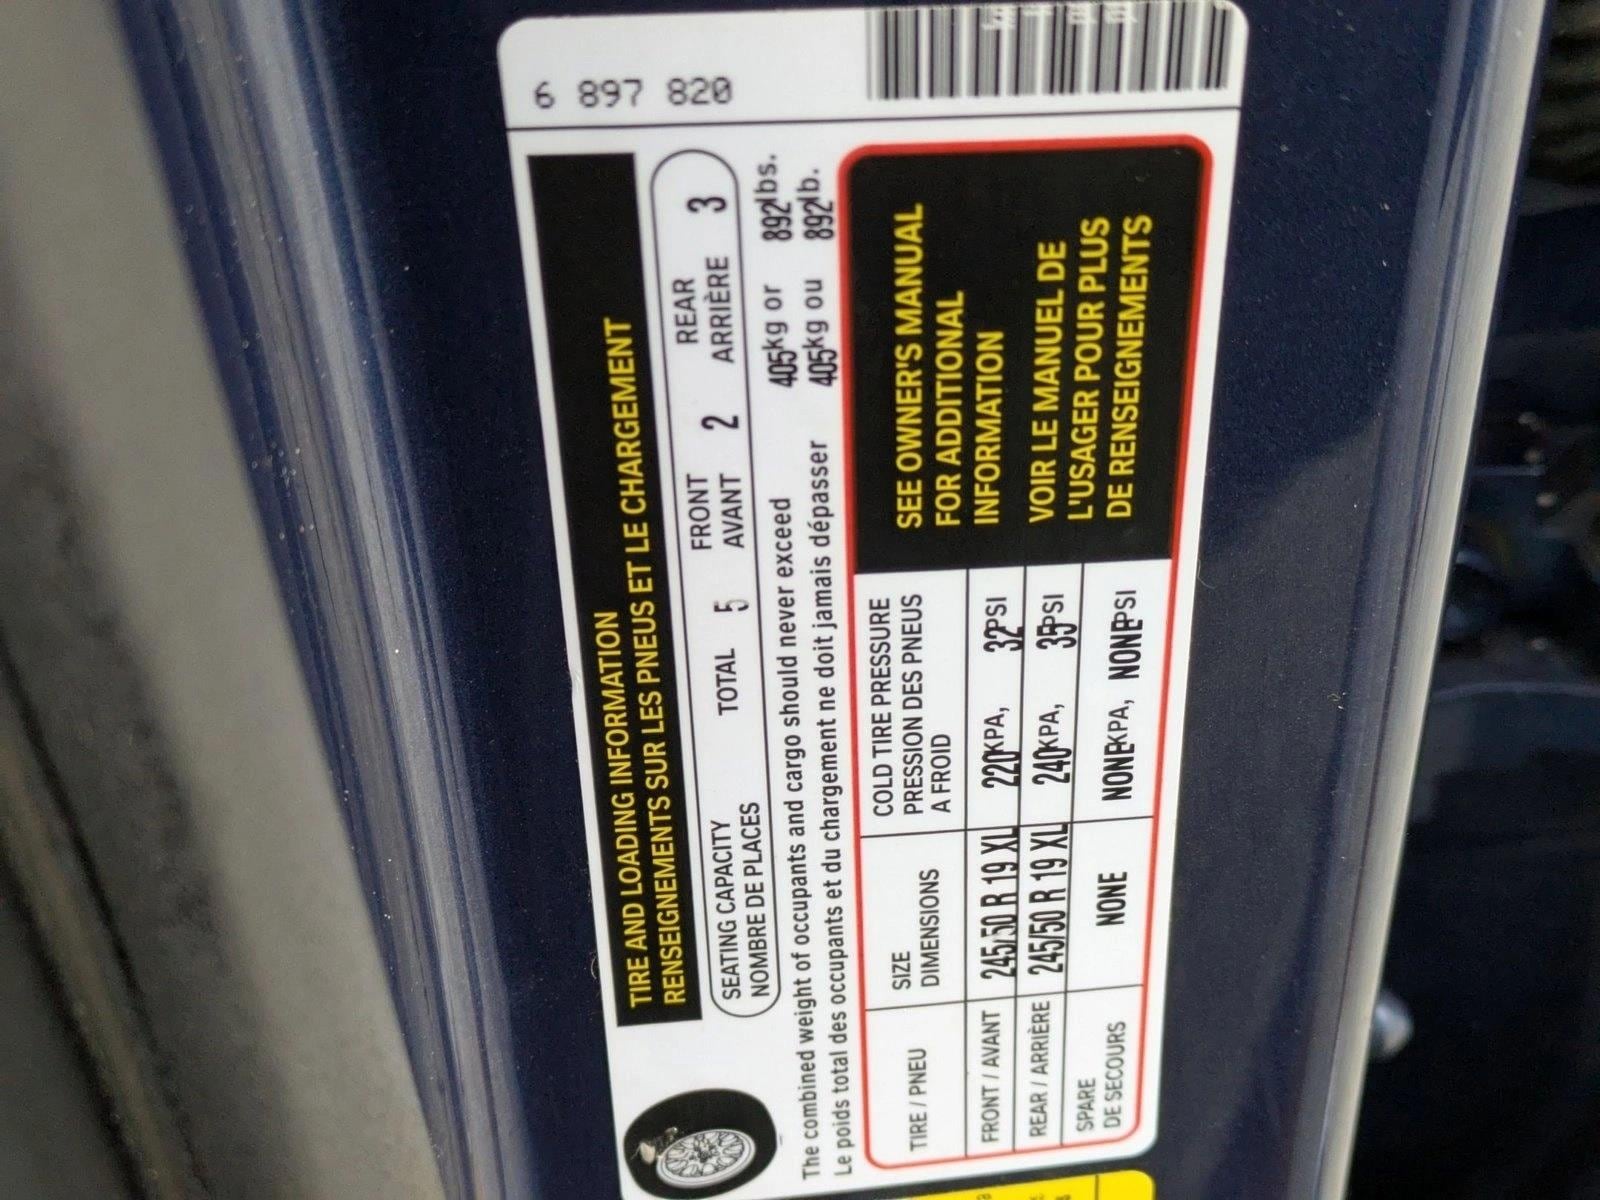 6 897 820
TIRE AND LOADING INFORMATION
RENSEIGNEMENTS SUR LES PNEUS ET LE CHARGEMENT
SEATING CAPACITY TOTAL 5 FRONT 2 REAR 3
NOMBRE DE PLACES AVANT ARRIÈRE
The combined weight of occupants and cargo should never exceed 405kg or 892lbs.
Le poids total des occupants et du chargement ne doit jamais dépasser 405kg ou 892lb.
TIRE / PNEU SIZE COLD TIRE PRESSURE
DIMENSIONS PRESSION DES PNEUS
A FROID
FRONT / AVANT 245/50 R 19 XL 220KPA, 32PSI
REAR / ARRIÈRE 245/50 R 19 XL 240KPA, 35PSI
SPARE
DE SECOURS NONE NONEKPA, NONEPSI
SEE OWNER'S MANUAL
FOR ADDITIONAL
INFORMATION
VOIR LE MANUEL DE
L'USAGER POUR PLUS
DE RENSEIGNEMENTS